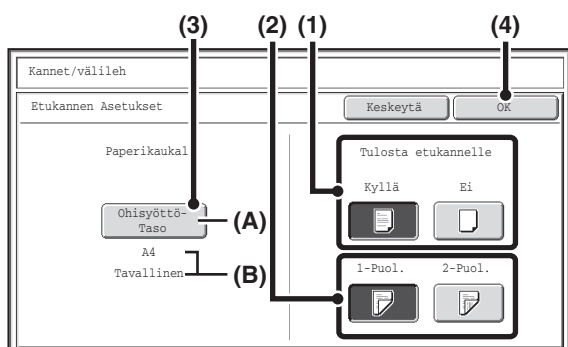 (3) (2) (1) (4)
Kannet/välileh
Etukannen Asetukset Keskeytä OK
Paperikaukal Tulosta etukannelle
Kyllä Ei
Ohisyöttö-
Taso
(A)
A4
Tavallinen
(B)
1-Puol. 2-Puol.